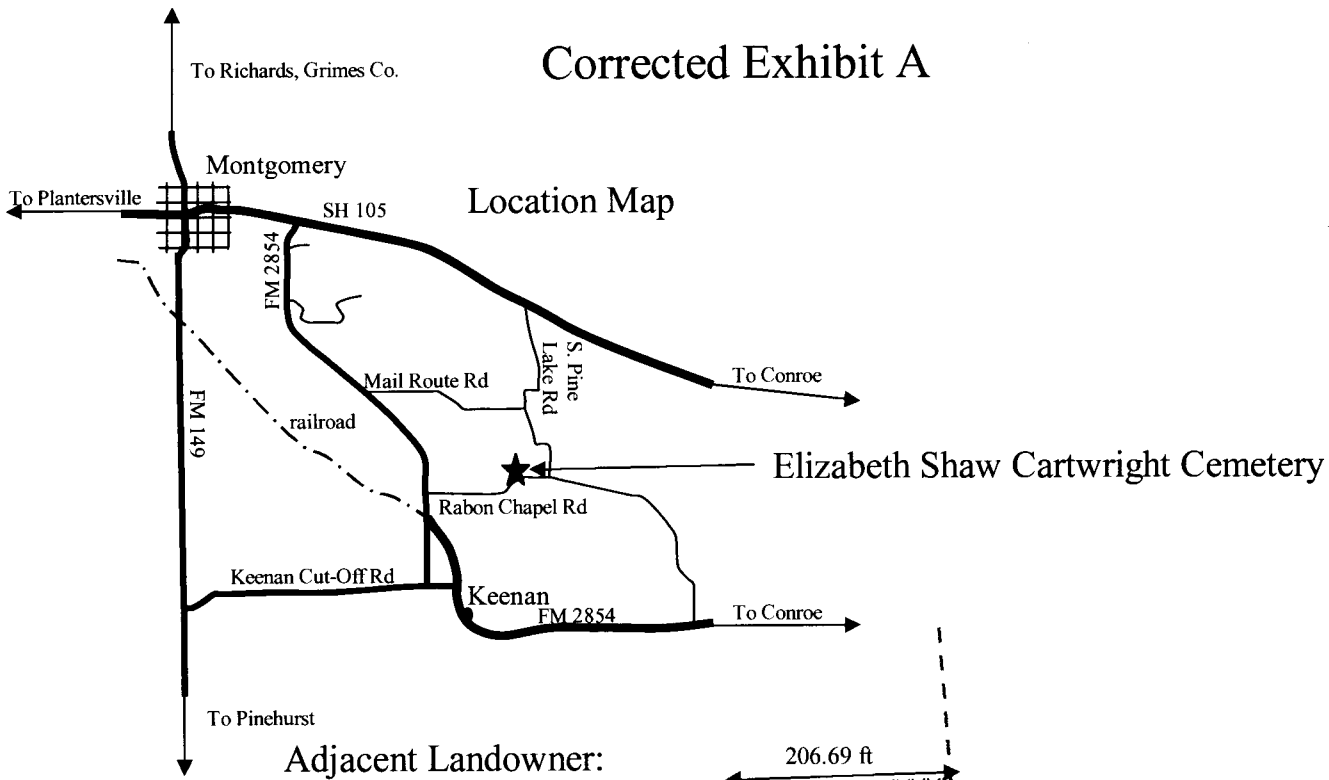 Corrected Exhibit A
To Richards, Grimes Co.
Montgomery
To Plantersville
SH 105
Location Map
FM 2854
S. Pine
Lake Rd
Mail Route Rd
To Conroe
FM 149
railroad
Elizabeth Shaw Cartwright Cemetery
Rabon Chapel Rd
Keenan Cut-Off Rd
Keenan
FM 2854
To Conroe
To Pinehurst
Adjacent Landowner:
206.69 ft